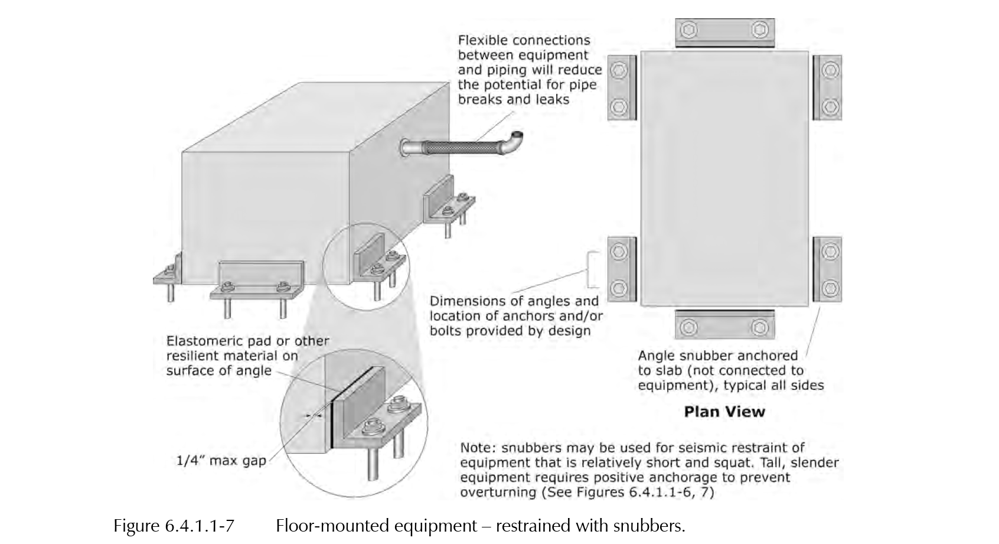 Flexible connections
between equipment
and piping will reduce
the potential for pipe
breaks and leaks
Dimensions of angles and
location of anchors and/or
bolts provided by design
Elastomeric pad or other
resilient material on
surface of angle
1/4” max gap
Angle snubber anchored
to slab (not connected to
equipment), typical all sides
Plan View
Note: snubbers may be used for seismic restraint of
equipment that is relatively short and squat. Tall, slender
equipment requires positive anchorage to prevent
overturning (See Figures 6.4.1.1-6, 7)
Figure 6.4.1.1-7 Floor-mounted equipment – restrained with snubbers.